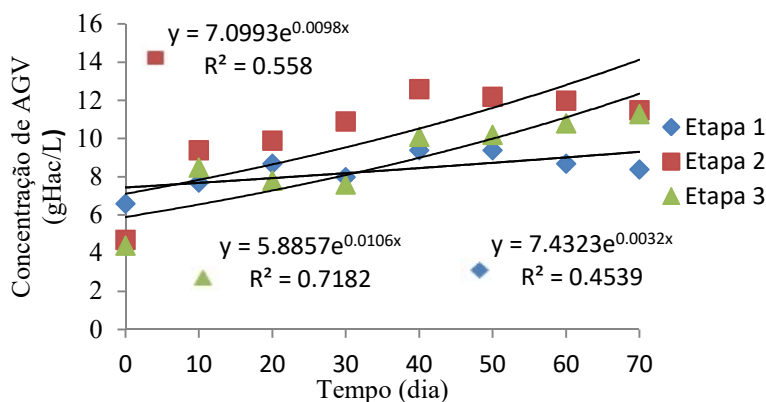 16
14
12
10
8
6
4
2
0
Concentração de AGV
(gHac/L)
y = 7.0993e^0.0098x
R² = 0.558
y = 5.8857e^0.0106x
R² = 0.7182
y = 7.4323e^0.0032x
R² = 0.4539
Etapa 1
Etapa 2
Etapa 3
0 10 20 30 40 50 60 70
Tempo (dia)